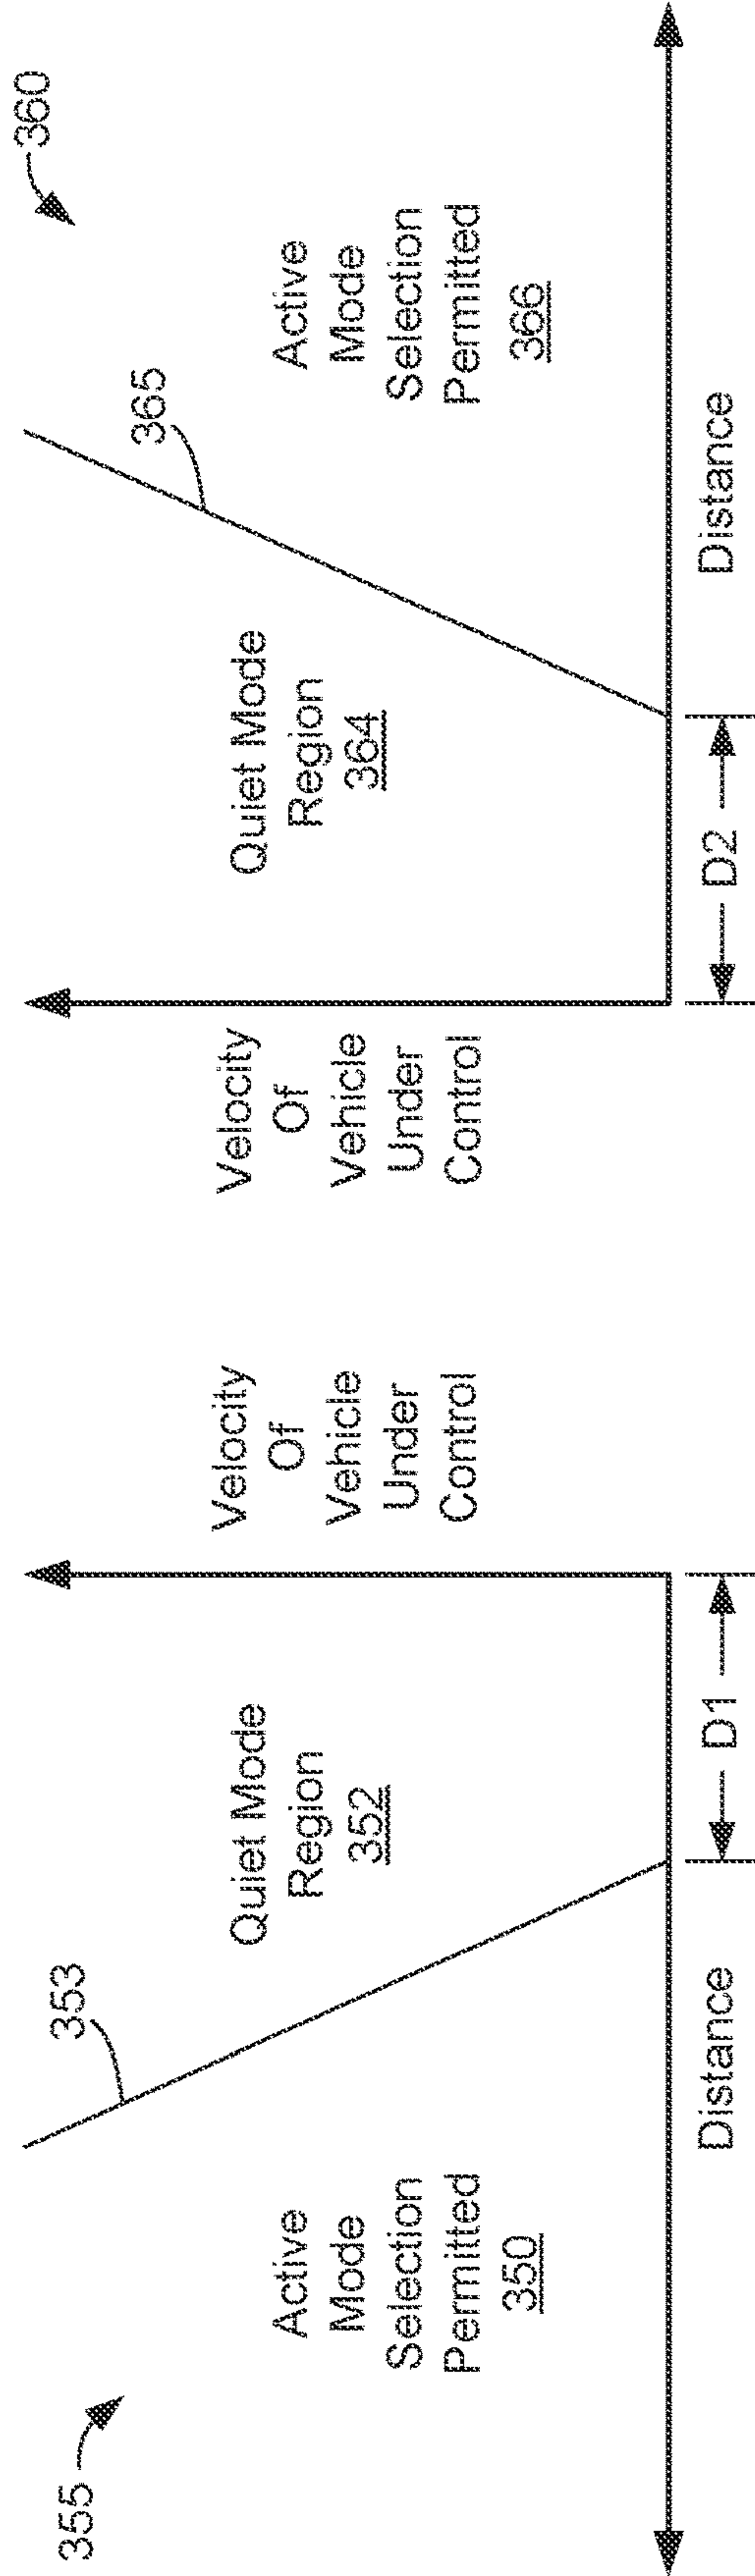 355
353
Active
Mode
Selection
Permitted
350
Quiet Mode
Region
352
Velocity
Of
Vehicle
Under
Control
Distance
D1
Velocity
Of
Vehicle
Under
Control
Quiet Mode
Region
364
365
360
Active
Mode
Selection
Permitted
366
D2
Distance